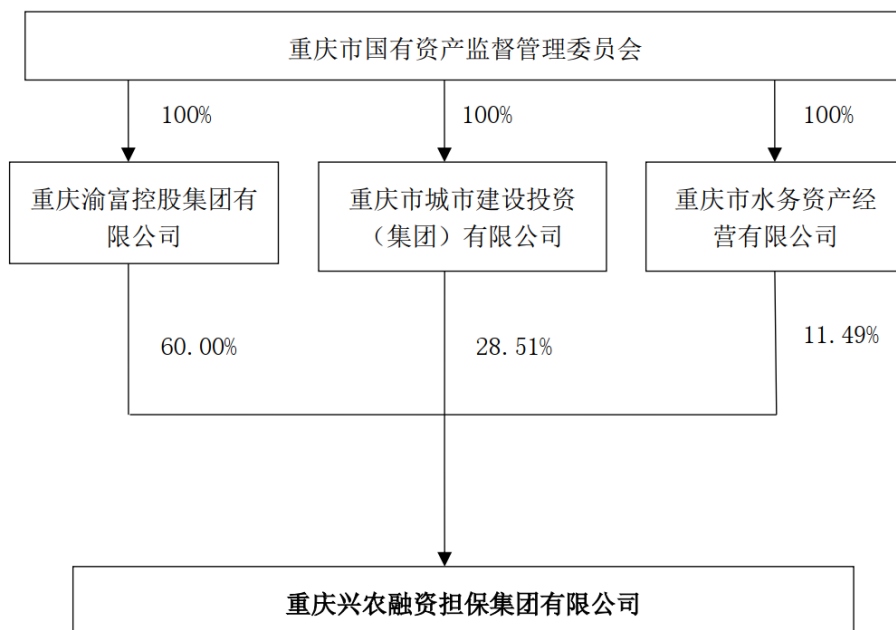 重庆市国有资产监督管理委员会
100%
100%
100%
重庆渝富控股集团有
限公司
重庆市城市建设投资
（集团）有限公司
重庆市水务资产经
营有限公司
60.00%
28.51%
11.49%
重庆兴农融资担保集团有限公司